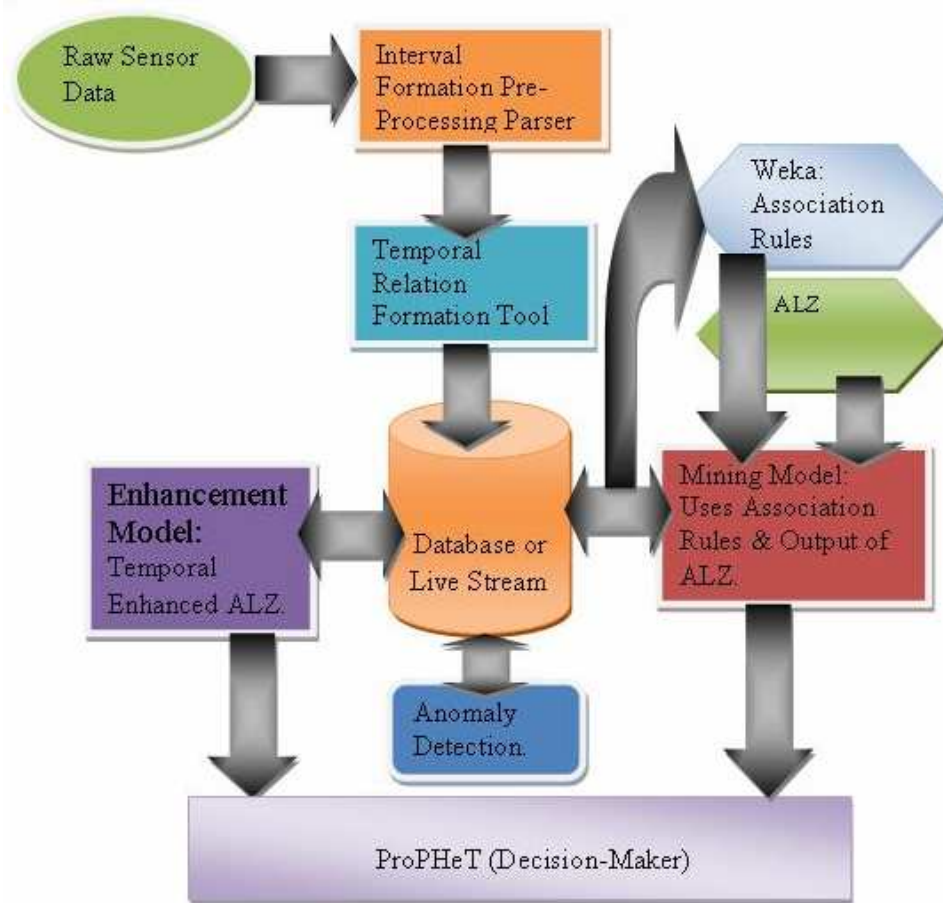 Raw Sensor
Data
Interval
Formation Pre-
Processing Parser
Weka:
Association
Rules
Temporal
Relation
Formation Tool
ALZ
Enhancement
Model:
Temporal
Enhanced ALZ.
Database or
Live Stream
Mining Model:
Uses Association
Rules & Output of
ALZ.
Anomaly
Detection.
ProPHeT (Decision-Maker)